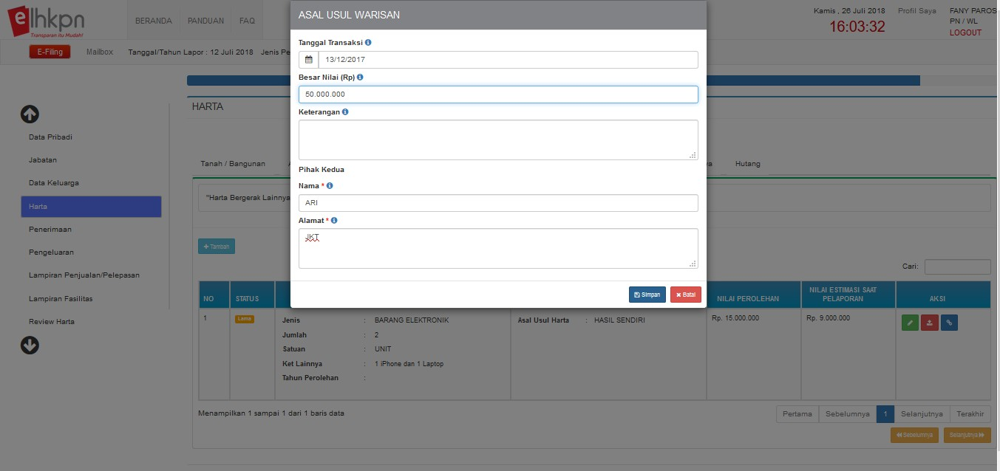 elhkpn
Transparan itu Mudah!
BERANDA PANDUAN FAQ
Kamis , 26 Juli 2018
16:03:32
Profil Saya
FANY PAROS
PN / WL
LOGOUT
E-Filing Mailbox Tanggal/Tahun Lapor : 12 Juli 2018 Jenis Pe
ASAL USUL WARISAN
Tanggal Transaksi
13/12/2017
Besar Nilai (Rp)
50.000.000
Keterangan
Pihak Kedua
Nama *
ARI
Alamat *
JKT
Simpan Batal
Data Pribadi
Jabatan
Data Keluarga
Harta
Penerimaan
Pengeluaran
Lampiran Penjualan/Pelepasan
Lampiran Fasilitas
Review Harta
HARTA
Tanah / Bangunan Hutang
"Harta Bergerak Lainnya
Tambah
Cari:
NO STATUS NILAI PEROLEHAN NILAI ESTIMASI SAAT PELAPORAN AKSI
1 Lama Jenis : BARANG ELEKTRONIK Asal Usul Harta : HASIL SENDIRI Rp. 15.000.000 Rp. 9.000.000
Jumlah : 2
Satuan : UNIT
Ket Lainnya : 1 iPhone dan 1 Laptop
Tahun Perolehan :
Menampilkan 1 sampai 1 dari 1 baris data
Pertama Sebelumnya 1 Selanjutnya Terakhir
Sebelumnya Selanjutnya